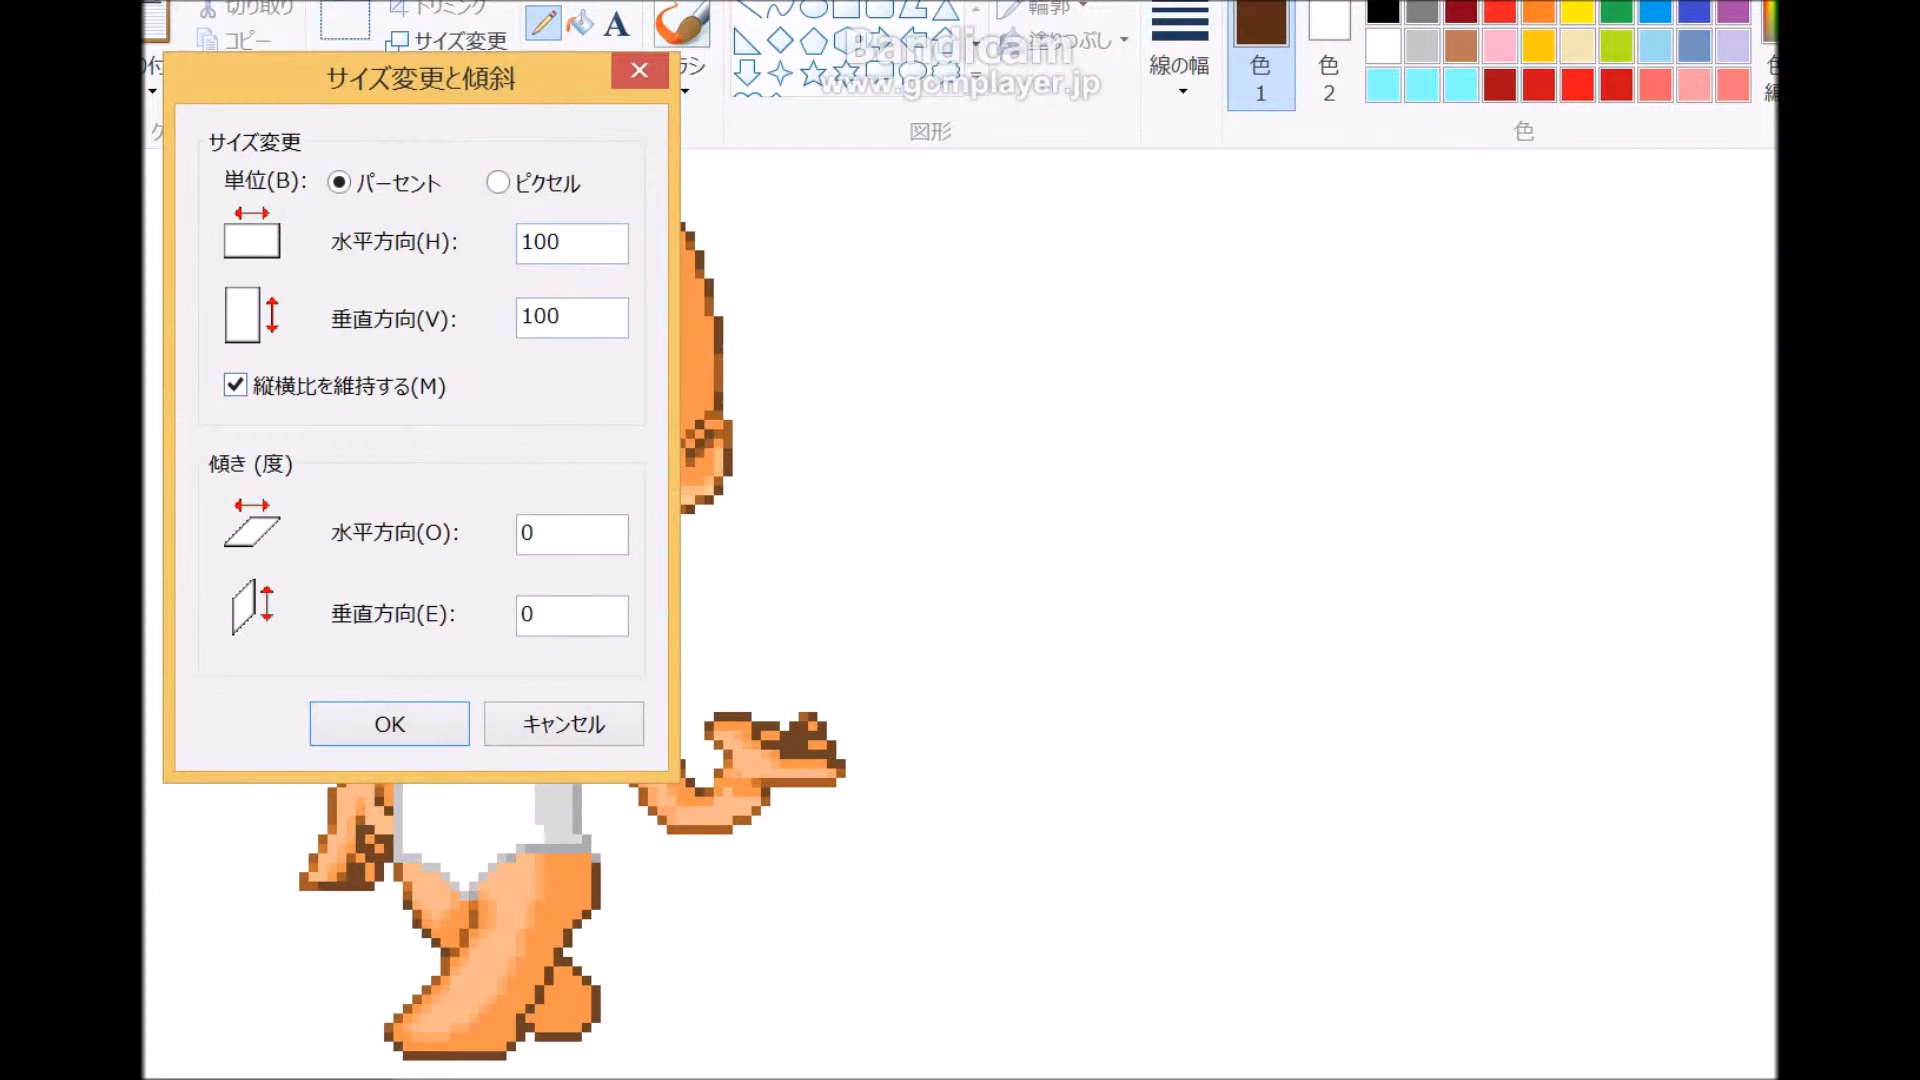 切り取り
トリミング
コピー
サイズ変更
A
輪郭
塗りつぶし
線の幅
色
1
色
2
図形
色
Bandicam
www.gomplayer.jp
サイズ変更と傾斜
サイズ変更
単位(B):
パーセント
ピクセル
水平方向(H):
100
垂直方向(V):
100
縦横比を維持する(M)
傾き (度)
水平方向(O):
0
垂直方向(E):
0
OK
キャンセル